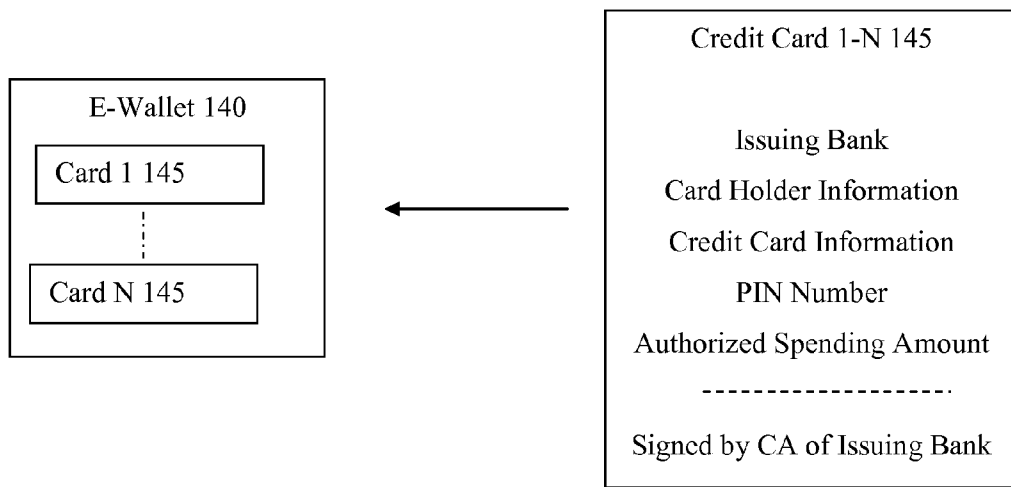 E-Wallet 140
Card 1 145
Card N 145
Credit Card 1-N 145
Issuing Bank
Card Holder Information
Credit Card Information
PIN Number
Authorized Spending Amount
Signed by CA of Issuing Bank